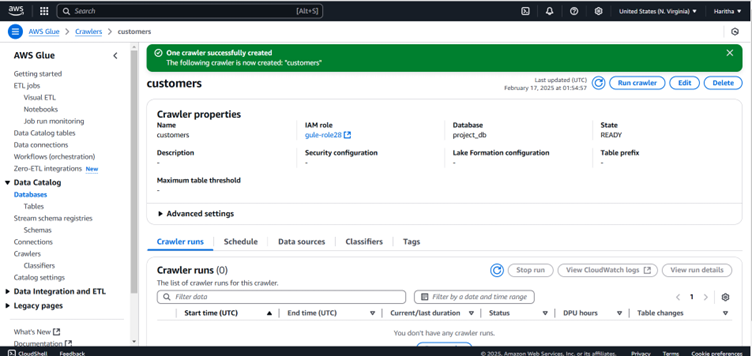 aws
Search [Alt+S] United States (N. Virginia) Haritha
AWS Glue > Crawlers > customers
AWS Glue
Getting started
ETL jobs
Visual ETL
Notebooks
Job run monitoring
Data Catalog tables
Data connections
Workflows (orchestration)
Zero-ETL integrations New
Data Catalog
Databases
Tables
Stream schema registries
Schemas
Connections
Crawlers
Classifiers
Catalog settings
Data Integration and ETL
Legacy pages
What's New
Documentation
One crawler successfully created
The following crawler is now created: "customers"
customers
Last updated (UTC)
February 17, 2025 at 01:54:57
Run crawler Edit Delete
Crawler properties
Name IAM role Database State
customers gule-role28 project_db READY
Description Security configuration Lake Formation configuration Table prefix
- - - -
Maximum table threshold
-
Advanced settings
Crawler runs Schedule Data sources Classifiers Tags
Crawler runs (0) Stop run View CloudWatch logs View run details
The list of crawler runs for this crawler.
Filter data Filter by a date and time range 1
Start time (UTC) End time (UTC) Current/last duration Status DPU hours Table changes
You don't have any crawler runs.
CloudShell Feedback © 2025, Amazon Web Services, Inc. or its affiliates. Privacy Terms Cookie preferences